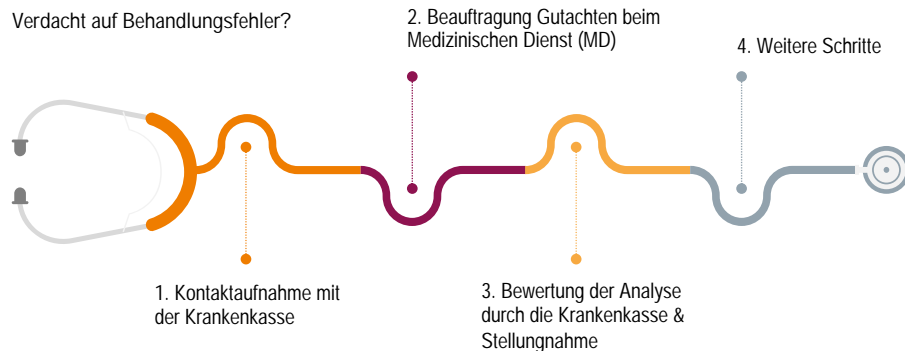 Verdacht auf Behandlungsfehler?
1. Kontaktaufnahme mit
der Krankenkasse
2. Beauftragung Gutachten beim
Medizinischen Dienst (MD)
3. Bewertung der Analyse
durch die Krankenkasse &
Stellungnahme
4. Weitere Schritte